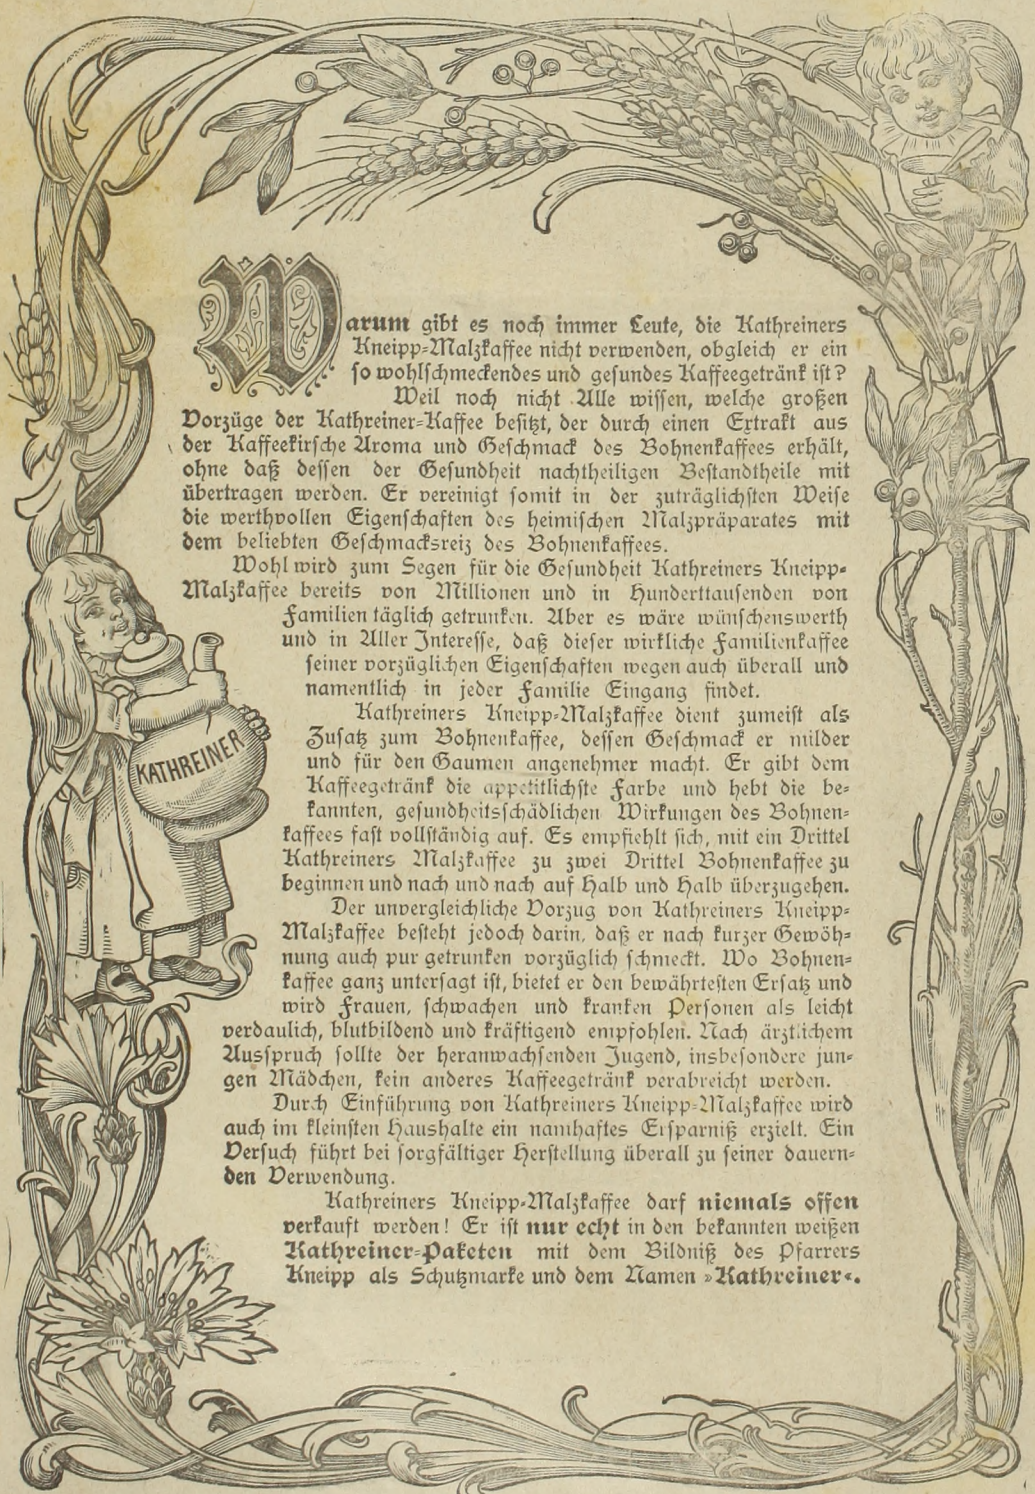 Warum gibt es noch immer Leute, die Kathreiners
Kneipp-Malzkaffee nicht verwenden, obgleich er ein
so wohlschmeckendes und gesundes Kaffeegetränk ist?
Weil noch nicht Alle wissen, welche großen
Vorzüge der Kathreiner-Kaffee besitzt, der durch einen Extrakt aus
der Kaffeekirsche Aroma und Geschmack des Bohnenkaffees erhält,
ohne daß dessen der Gesundheit nachtheiligen Bestandtheile mit
übertragen werden. Er vereinigt somit in der zuträglichsten Weise
die werthvollen Eigenschaften des heimischen Malzpräparates mit
dem beliebten Geschmacksreiz des Bohnenkaffees.
Wohl wird zum Segen für die Gesundheit Kathreiners Kneipp-
Malzkaffee bereits von Millionen und in Hunderttausenden von
Familien täglich getrunken. Aber es wäre wünschenswerth
und in Aller Interesse, daß dieser wirkliche Familienkaffee
seiner vorzüglichen Eigenschaften wegen auch überall und
namentlich in jeder Familie Eingang findet.
Kathreiners Kneipp-Malzkaffee dient zumeist als
Zusatz zum Bohnenkaffee, dessen Geschmack er milder
und für den Gaumen angenehmer macht. Er gibt dem
Kaffeegetränk die appetitlichste Farbe und hebt die be-
kannten, gesundheitsschädlichen Wirkungen des Bohnen-
kaffees fast vollständig auf. Es empfiehlt sich, mit ein Drittel
Kathreiners Malzkaffee zu zwei Drittel Bohnenkaffee zu
beginnen und nach und nach auf Halb und Halb überzugehen.
Der unvergleichliche Vorzug von Kathreiners Kneipp-
Malzkaffee besteht jedoch darin, daß er nach kurzer Gewöh-
nung auch pur getrunken vorzüglich schmeckt. Wo Bohnen-
kaffee ganz untersagt ist, bietet er den bewährtesten Ersatz und
wird Frauen, schwachen und kranken Personen als leicht
verdaulich, blutbildend und kräftigend empfohlen. Nach ärztlichem
Ausspruch sollte der heranwachsenden Jugend, insbesondere jun-
gen Mädchen, kein anderes Kaffeegetränk verabreicht werden.
Durch Einführung von Kathreiners Kneipp-Malzkaffee wird
auch im kleinsten Haushalte ein namhaftes Ersparniß erzielt. Ein
Versuch führt bei sorgfältiger Herstellung überall zu seiner dauern-
den Verwendung.
Kathreiners Kneipp-Malzkaffee darf niemals offen
verkauft werden! Er ist nur echt in den bekannten weißen
Kathreiner-Paketen mit dem Bildniß des Pfarrers
Kneipp als Schutzmarke und dem Namen »Kathreiner«.
KATHREINER